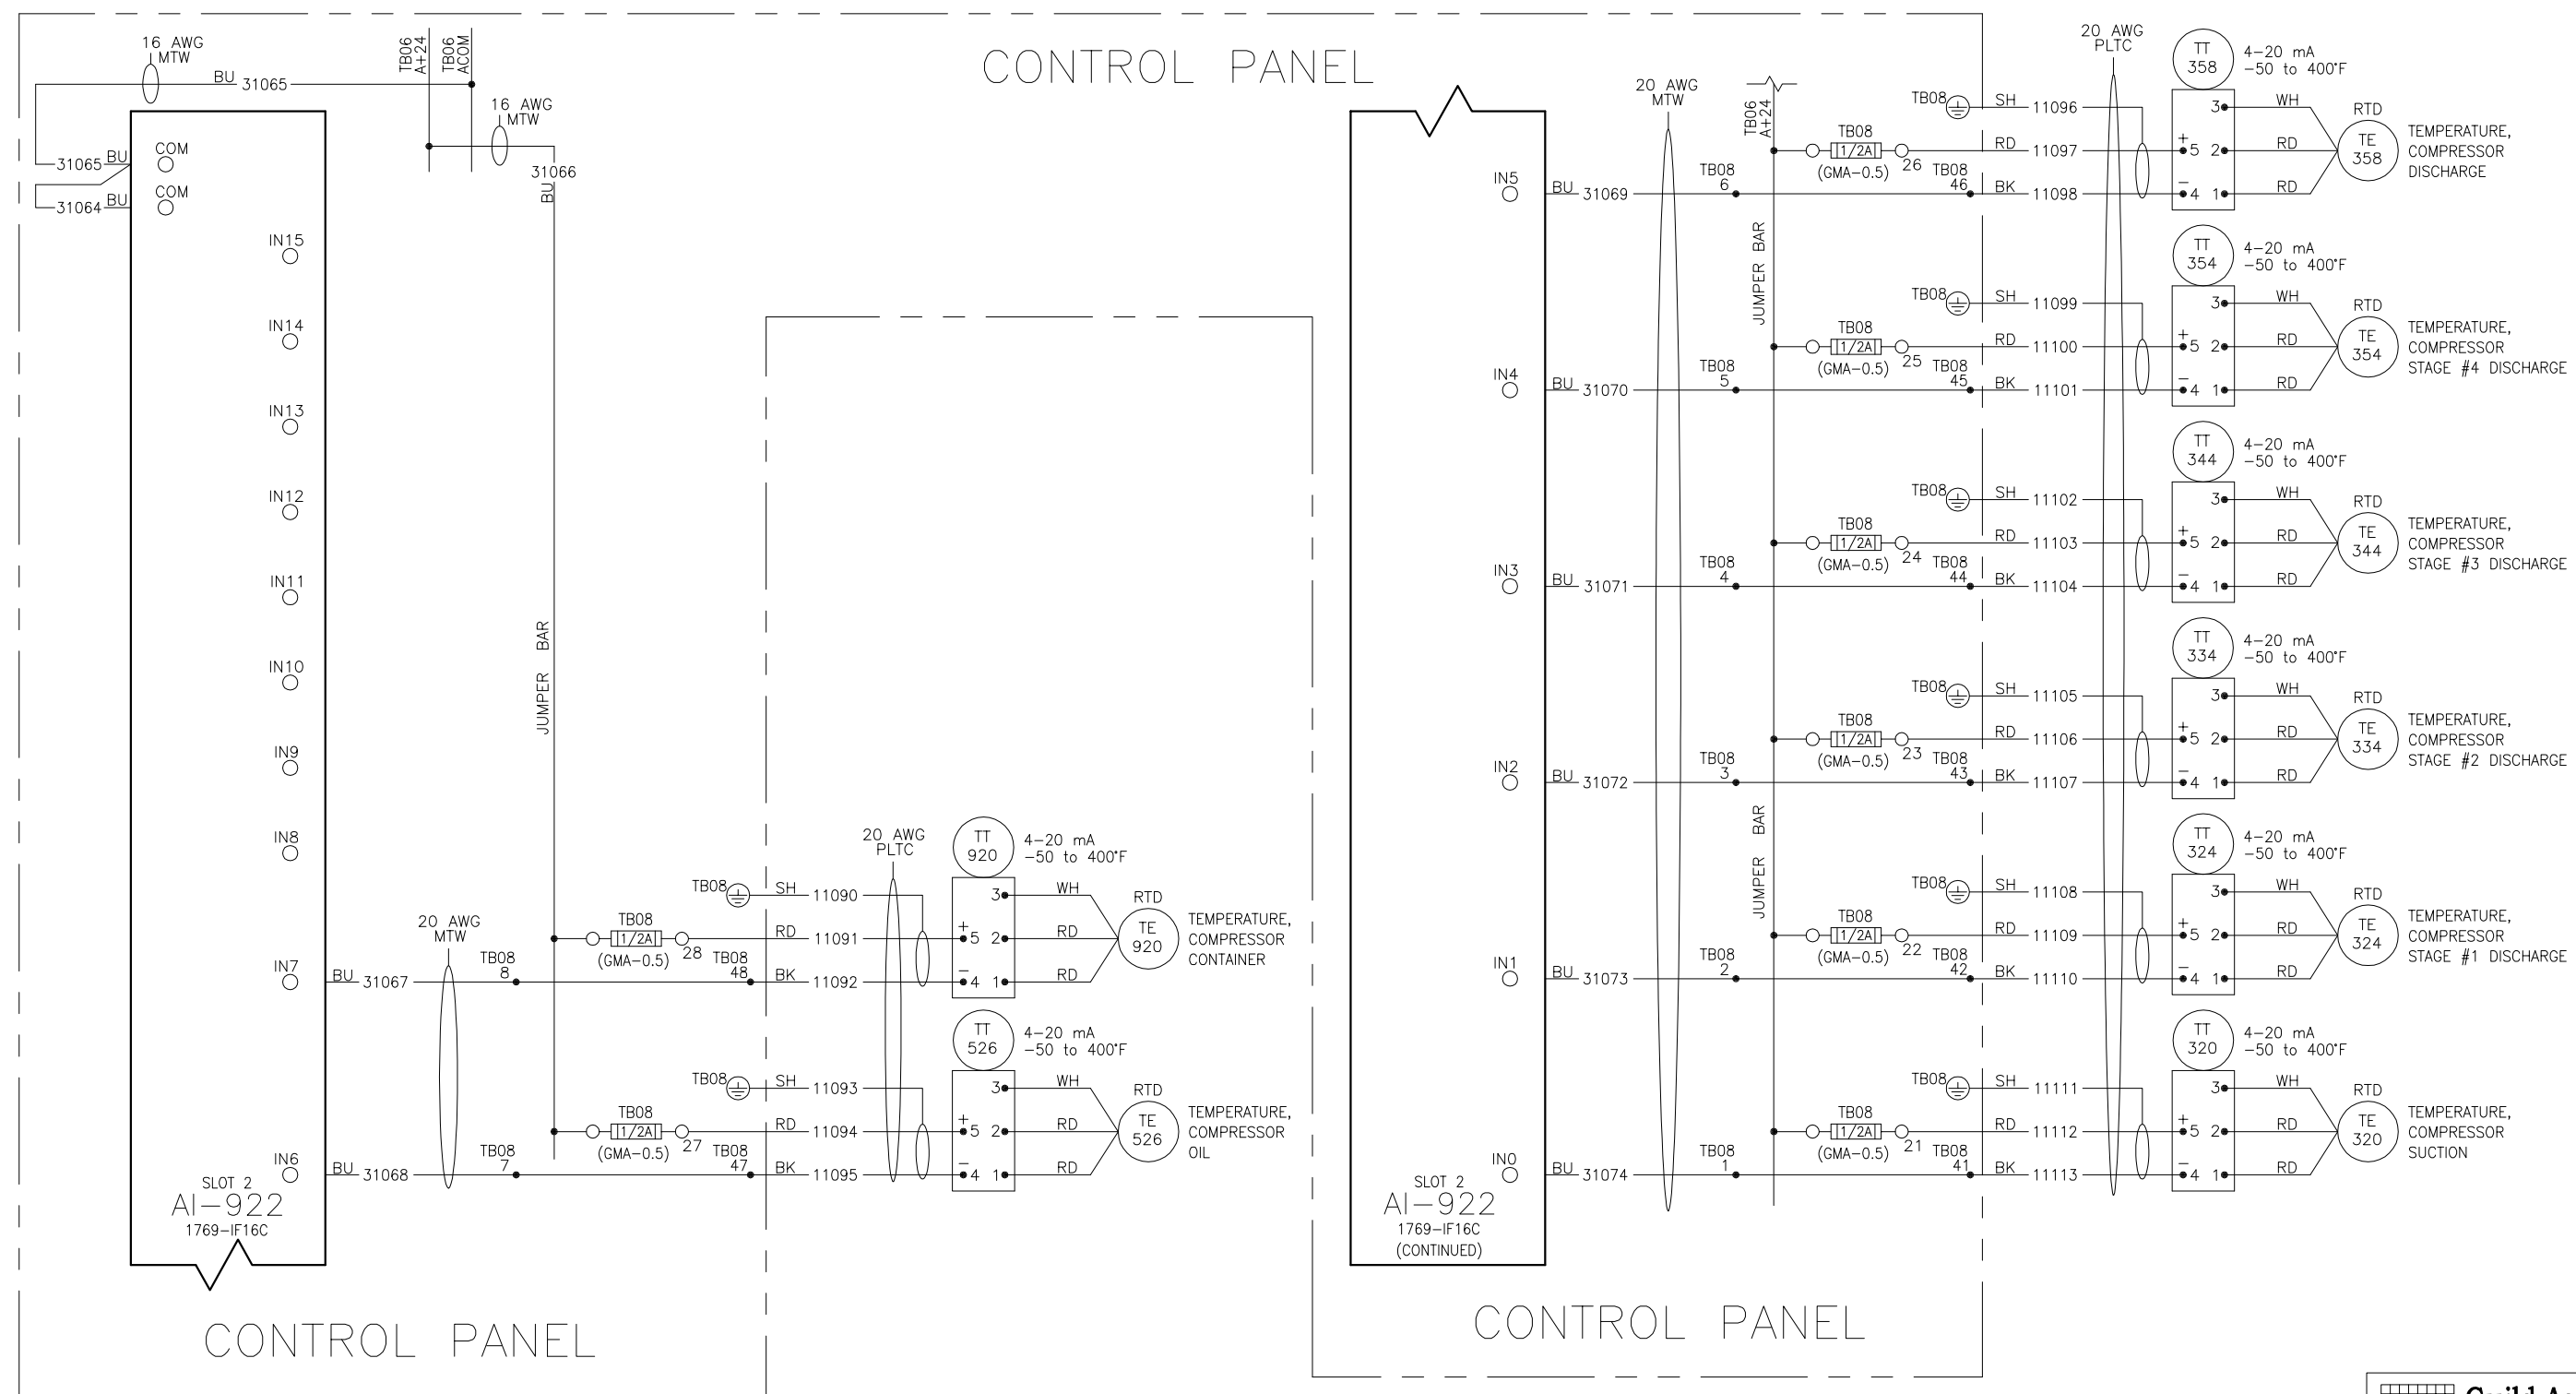 CONTROL PANEL
16 AWG
MTW
BU 31065
TB06
A+24
TB06
ACOM
16 AWG
MTW
31066
BU
31065 BU
COM
31064 BU
COM
IN15
IN14
IN13
IN12
IN11
IN10
IN9
IN8
IN7
IN6
JUMPER BAR
SLOT 2
AI-922
1769-IF16C
CONTROL PANEL
20 AWG
MTW
BU 31067
TB08
8
TB08
1/2A
(GMA-0.5)
28
TB08
48
TB08
SH 11090
RD 11091
BK 11092
20 AWG
PLTC
TT
920
4-20 mA
-50 to 400°F
3
+
5 2
-
4 1
WH
RD
RD
RTD
TE
920
TEMPERATURE,
COMPRESSOR
CONTAINER
BU 31068
TB08
7
TB08
1/2A
(GMA-0.5)
27
TB08
47
TB08
SH 11093
RD 11094
BK 11095
TT
526
4-20 mA
-50 to 400°F
3
+
5 2
-
4 1
WH
RD
RD
RTD
TE
526
TEMPERATURE,
COMPRESSOR
OIL
20 AWG
MTW
TB06
A+24
JUMPER BAR
JUMPER BAR
20 AWG
PLTC
IN5
BU 31069
TB08
6
TB08
1/2A
(GMA-0.5)
26
TB08
46
TB08
SH 11096
RD 11097
BK 11098
TT
358
4-20 mA
-50 to 400°F
3
+
5 2
-
4 1
WH
RD
RD
RTD
TE
358
TEMPERATURE,
COMPRESSOR
DISCHARGE
IN4
BU 31070
TB08
5
TB08
1/2A
(GMA-0.5)
25
TB08
45
TB08
SH 11099
RD 11100
BK 11101
TT
354
4-20 mA
-50 to 400°F
3
+
5 2
-
4 1
WH
RD
RD
RTD
TE
354
TEMPERATURE,
COMPRESSOR
STAGE #4 DISCHARGE
IN3
BU 31071
TB08
4
TB08
1/2A
(GMA-0.5)
24
TB08
44
TB08
SH 11102
RD 11103
BK 11104
TT
344
4-20 mA
-50 to 400°F
3
+
5 2
-
4 1
WH
RD
RD
RTD
TE
344
TEMPERATURE,
COMPRESSOR
STAGE #3 DISCHARGE
IN2
BU 31072
TB08
3
TB08
1/2A
(GMA-0.5)
23
TB08
43
TB08
SH 11105
RD 11106
BK 11107
TT
334
4-20 mA
-50 to 400°F
3
+
5 2
-
4 1
WH
RD
RD
RTD
TE
334
TEMPERATURE,
COMPRESSOR
STAGE #2 DISCHARGE
IN1
BU 31073
TB08
2
TB08
1/2A
(GMA-0.5)
22
TB08
42
TB08
SH 11108
RD 11109
BK 11110
TT
324
4-20 mA
-50 to 400°F
3
+
5 2
-
4 1
WH
RD
RD
RTD
TE
324
TEMPERATURE,
COMPRESSOR
STAGE #1 DISCHARGE
IN0
BU 31074
TB08
1
TB08
1/2A
(GMA-0.5)
21
TB08
41
TB08
SH 11111
RD 11112
BK 11113
TT
320
4-20 mA
-50 to 400°F
3
+
5 2
-
4 1
WH
RD
RD
RTD
TE
320
TEMPERATURE,
COMPRESSOR
SUCTION
SLOT 2
AI-922
1769-IF16C
(CONTINUED)
CONTROL PANEL